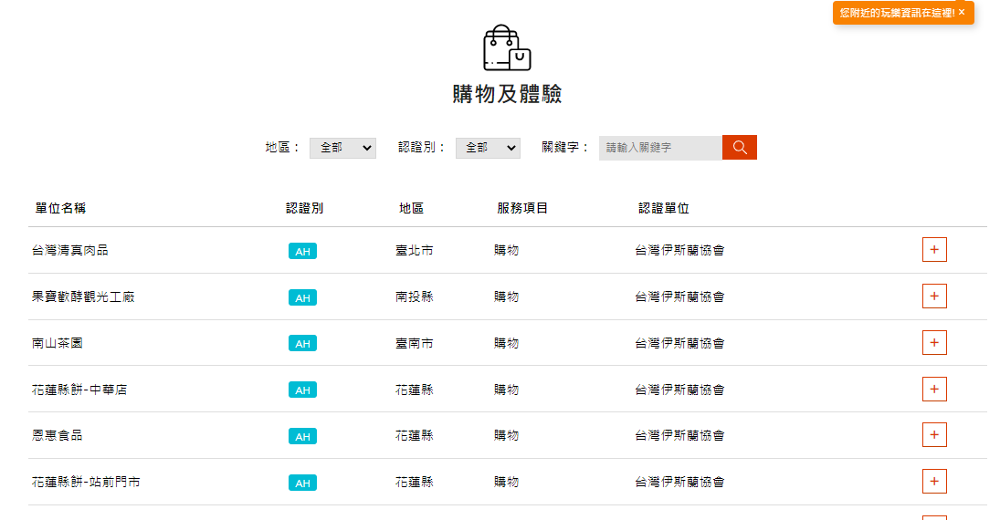 您附近的玩樂資訊在這裡! ×
購物及體驗
地區： 全部 認證別： 全部 關鍵字： 請輸入關鍵字
單位名稱 認證別 地區 服務項目 認證單位
台灣清真肉品 AH 臺北市 購物 台灣伊斯蘭協會 +
果寶歡酵觀光工廠 AH 南投縣 購物 台灣伊斯蘭協會 +
南山茶園 AH 臺南市 購物 台灣伊斯蘭協會 +
花蓮縣餅-中華店 AH 花蓮縣 購物 台灣伊斯蘭協會 +
恩惠食品 AH 花蓮縣 購物 台灣伊斯蘭協會 +
花蓮縣餅-站前門市 AH 花蓮縣 購物 台灣伊斯蘭協會 +